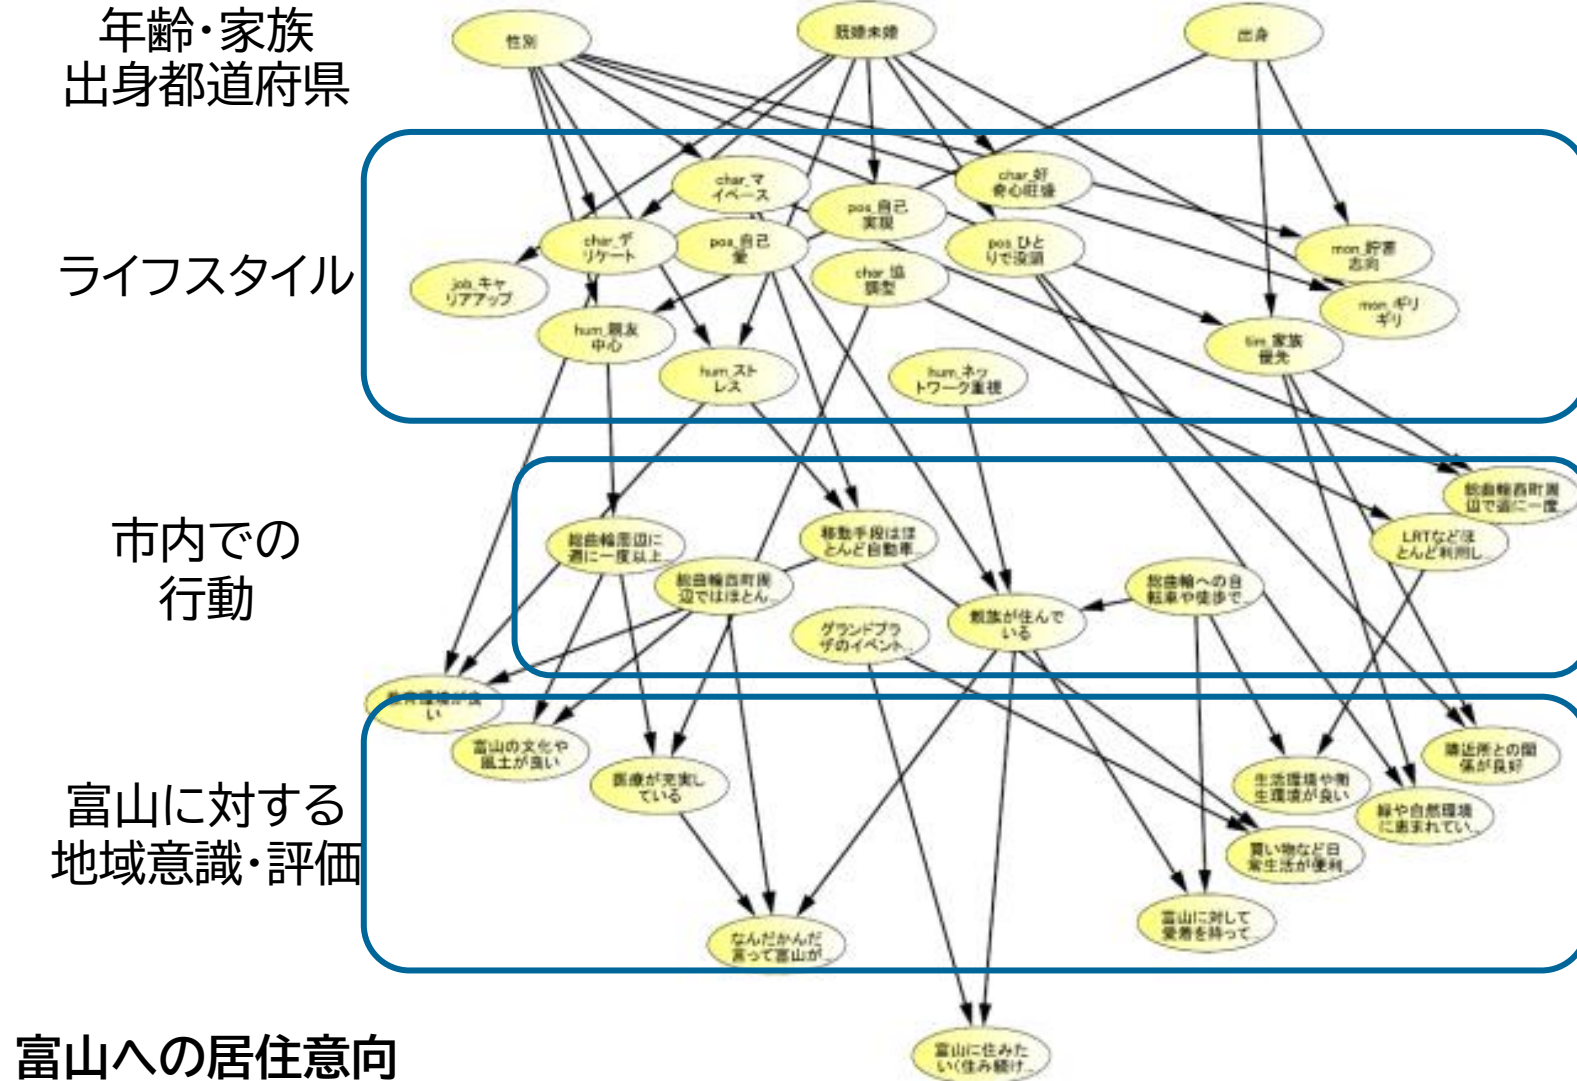 年齢・家族
出身都道府県
性別
既婚未婚
出身
ライフスタイル
char_マ
イペース
char_好
奇心旺盛
pos_自己
実現
char_デ
リケート
pos_自己
愛
pos_ひと
りで没頭
mon_貯蓄
志向
job_キャ
リアアップ
char_協
調型
mon_ギリ
ギリ
hum_親友
中心
tim_家族
優先
hum_スト
レス
hum_ネッ
トワーク重視
市内での
行動
総曲輪西町周
辺で週に一度
総曲輪周辺に
週に一度以上...
移動手段はほ
とんど自動車...
LRTなどほ
とんど利用し...
総曲輪西町周
辺ではほとん...
総曲輪への自
転車や徒歩で...
グランドプラ
ザのイベント...
親族が住んで
いる
富山に対する
地域意識・評価
教育環境が良
い
富山の文化や
風土が良い
医療が充実し
ている
隣近所との関
係が良好
生活環境や衛
生環境が良い
緑や自然環境
に恵まれてい...
買い物など日
常生活が便利...
富山に対して
愛着を持って...
なんだかんだ
言って富山が...
富山への居住意向
富山に住みた
い(住み続け...